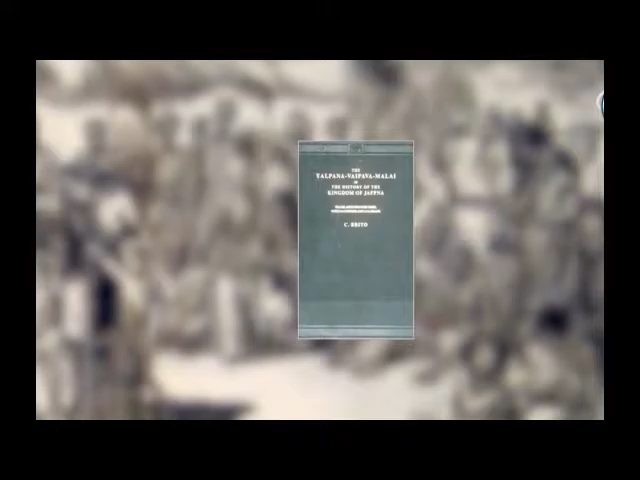 THE
YALPANA-VAIPAVA-MALAI
OR
THE HISTORY OF THE
KINGDOM OF JAFFNA
C. BRITO